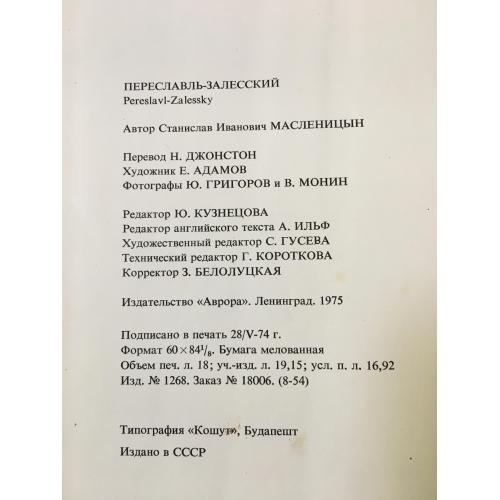 ПЕРЕСЛАВЛЬ-ЗАЛЕССКИЙ
Pereslavl-Zalessky
Автор Станислав Иванович МАСЛЕНИЦЫН
Перевод Н. ДЖОНСТОН
Художник Е. АДАМОВ
Фотографы Ю. ГРИГОРОВ и В. МОНИН
Редактор Ю. КУЗНЕЦОВА
Редактор английского текста А. ИЛЬФ
Художественный редактор С. ГУСЕВА
Технический редактор Г. КОРОТКОВА
Корректор З. БЕЛОЛУЦКАЯ
Издательство «Аврора». Ленинград. 1975
Подписано в печать 28/V-74 г.
Формат 60×84¹/₈. Бумага мелованная
Объем печ. л. 18; уч.-изд. л. 19,15; усл. п. л. 16,92
Изд. № 1268. Заказ № 18006. (8-54)
Типография «Кошут», Будапешт
Издано в СССР